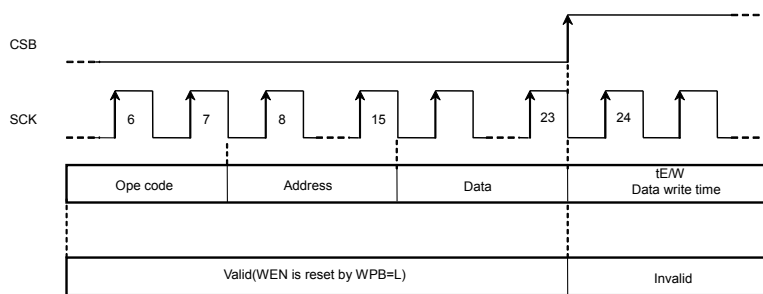 CSB
SCK
6 7 8 15 23 24
Ope code Address Data tE/W
Data write time
Valid(WEN is reset by WPB=L) Invalid